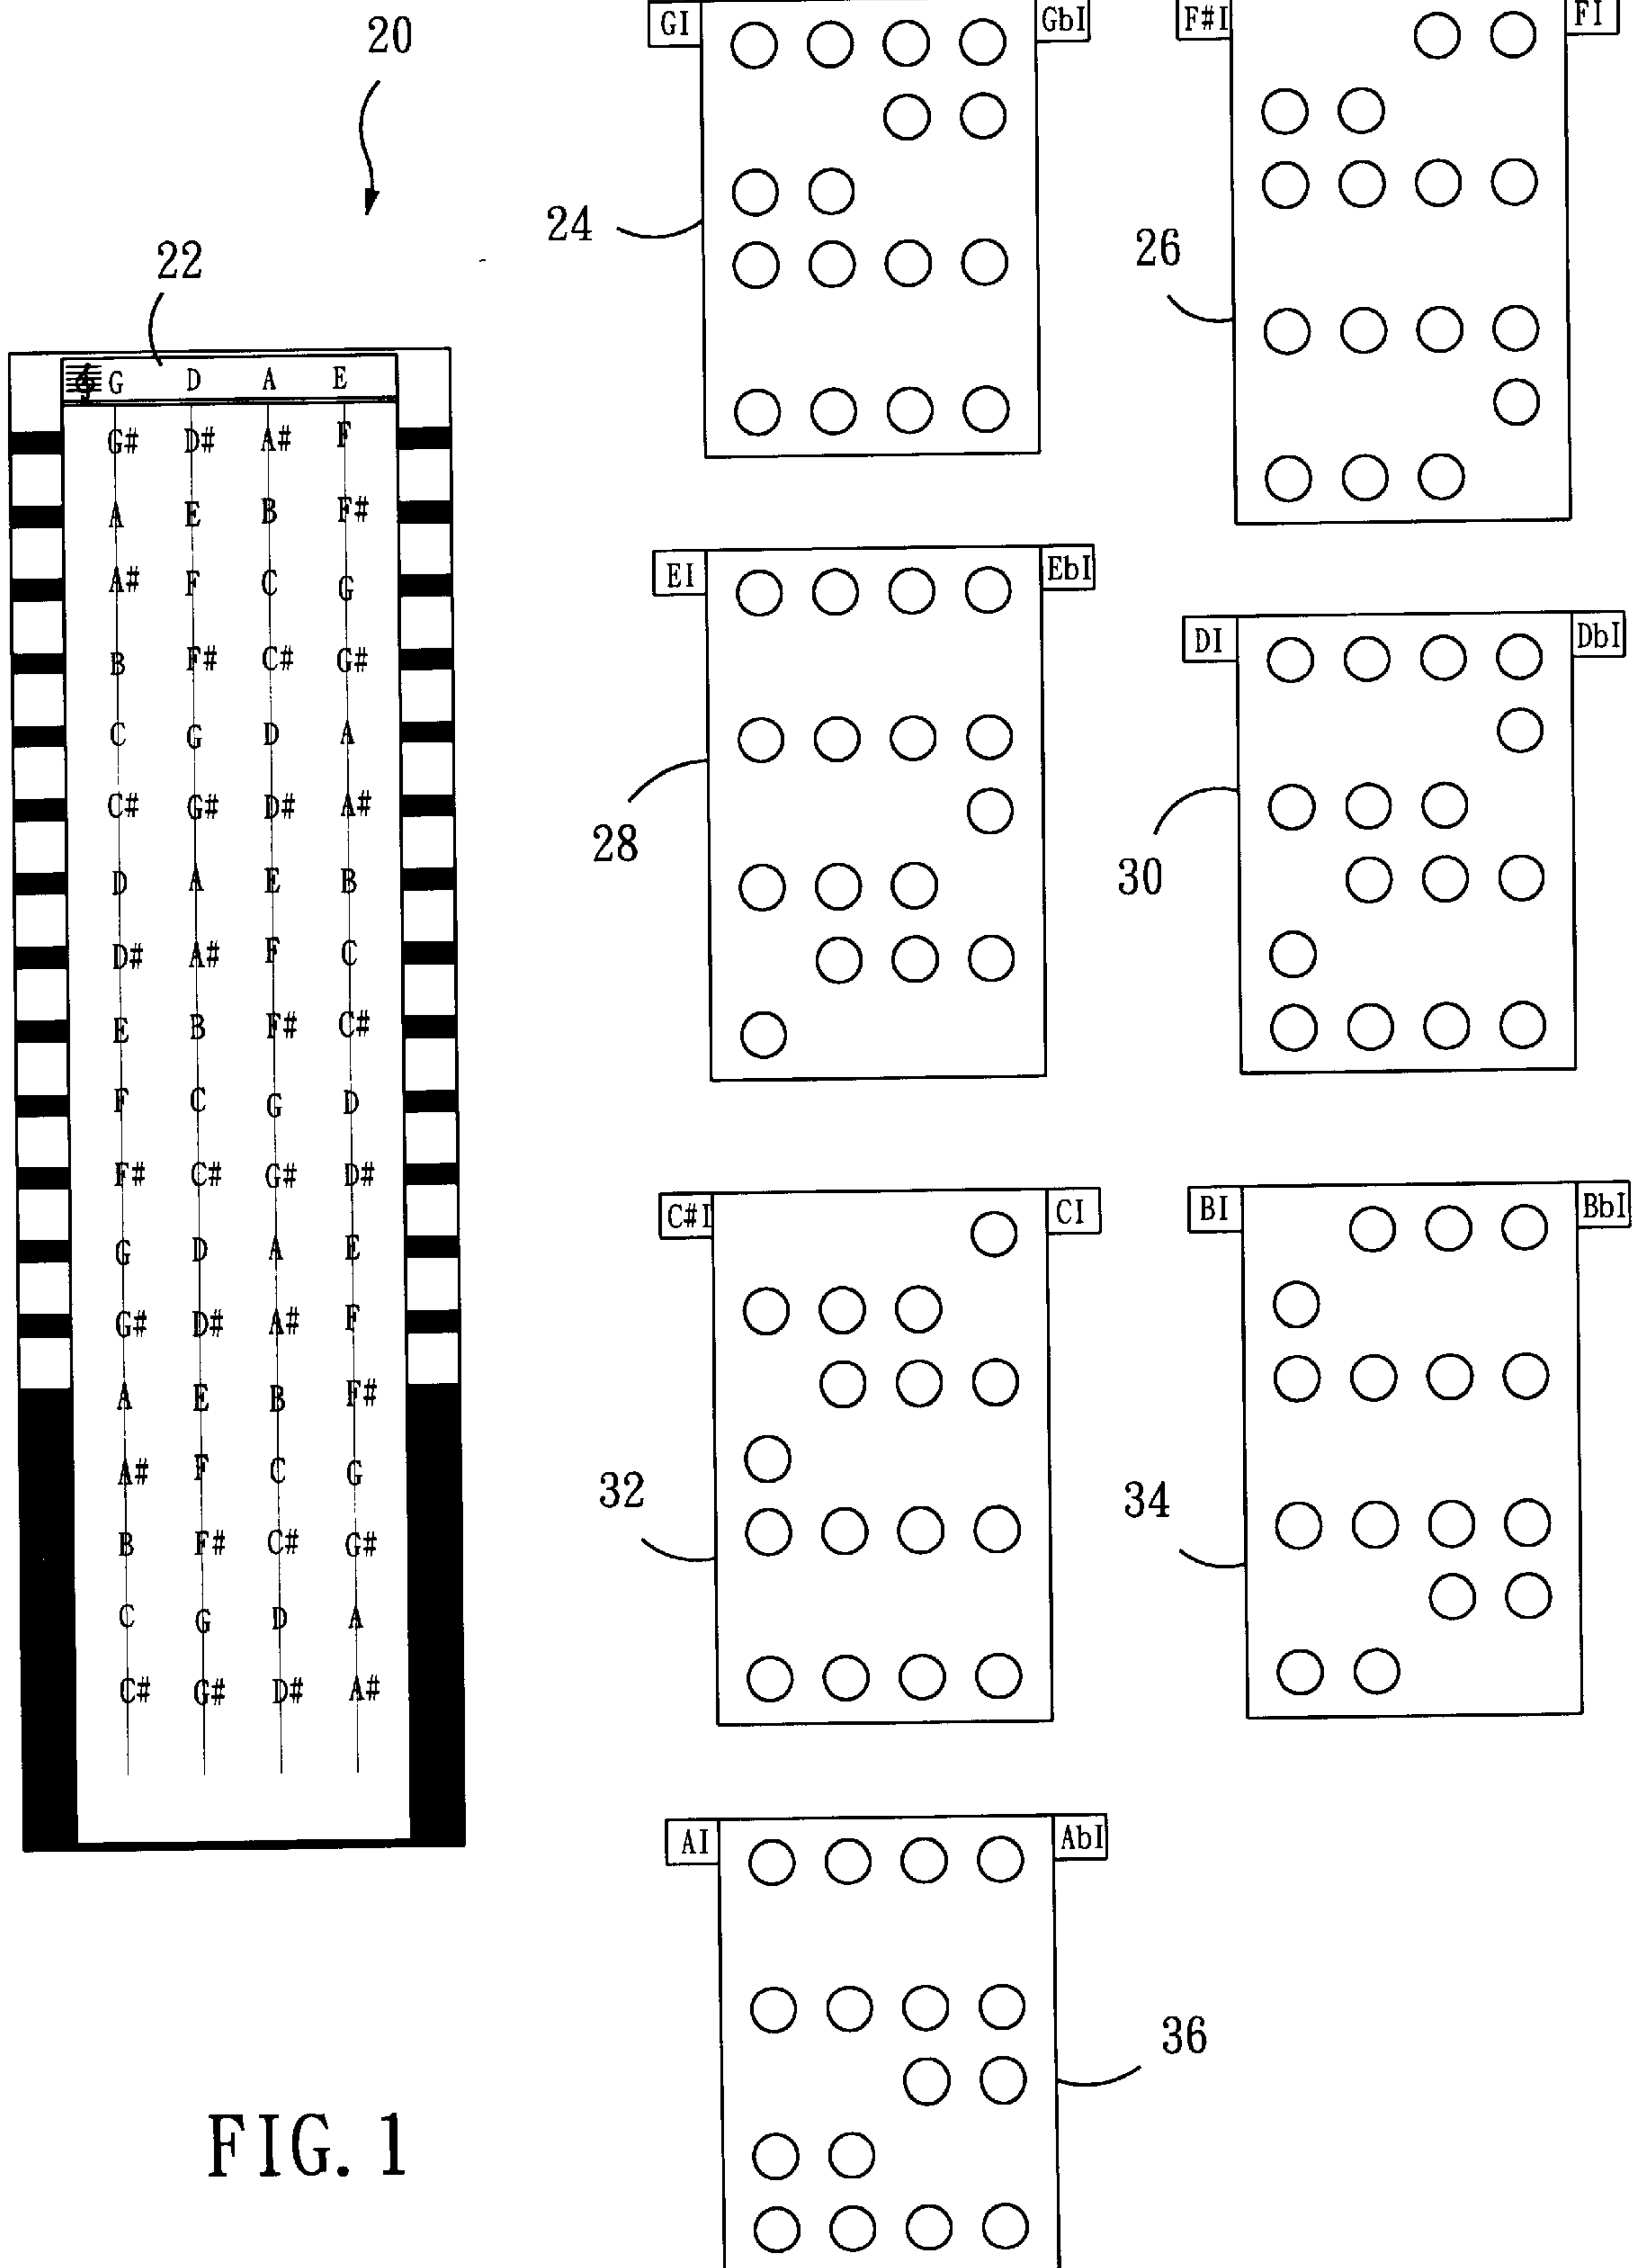 20
22
G D A E
G# D# A# F
A E B F#
A# F C G
B F# C# G#
C G D A
C# G# D# A#
D A E B
D# A# F C
E B F# C#
F C G D
F# C# G# D#
G D A E
G# D# A# F
A E B F#
A# F C G
B F# C# G#
C G D A
C# G# D# A#
GI GbI
24
F#I FI
26
EI EbI
28
DI DbI
30
C#I CI
32
BI BbI
34
AI AbI
36
FIG. 1